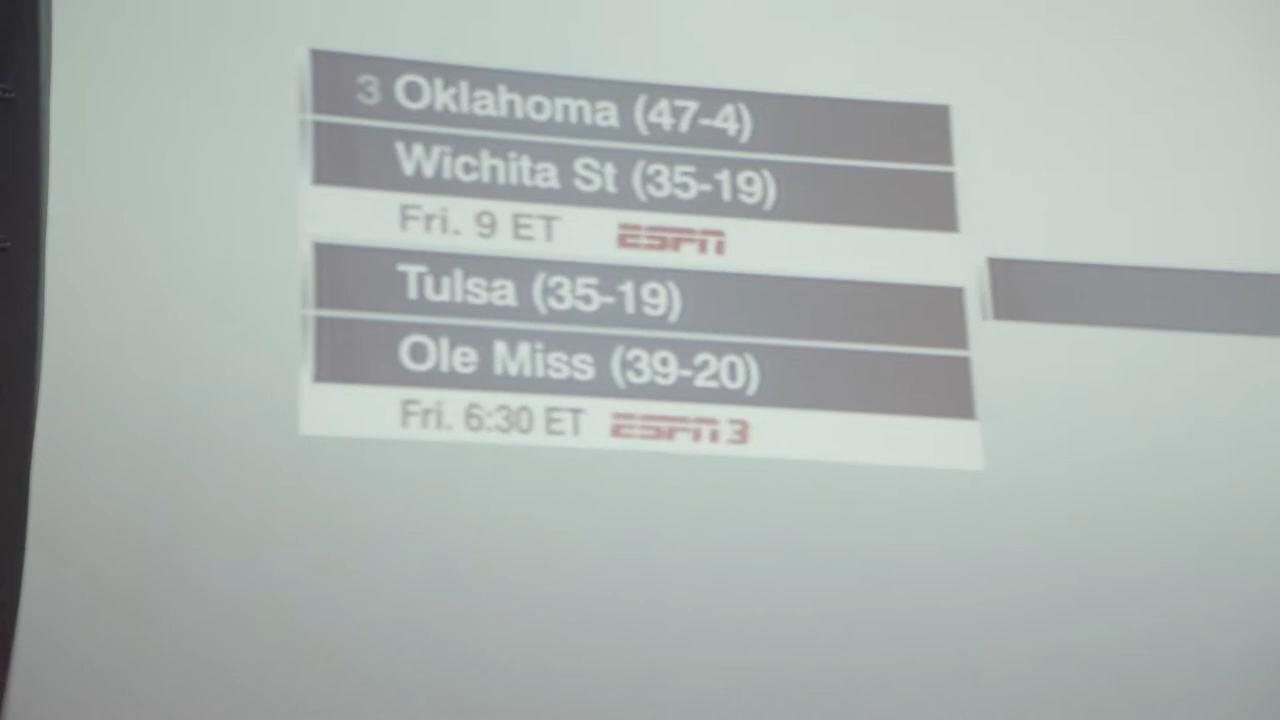 3 Oklahoma (47-4)
Wichita St (35-19)
Fri. 9 ET ESPN
Tulsa (35-19)
Ole Miss (39-20)
Fri. 6:30 ET ESPN3